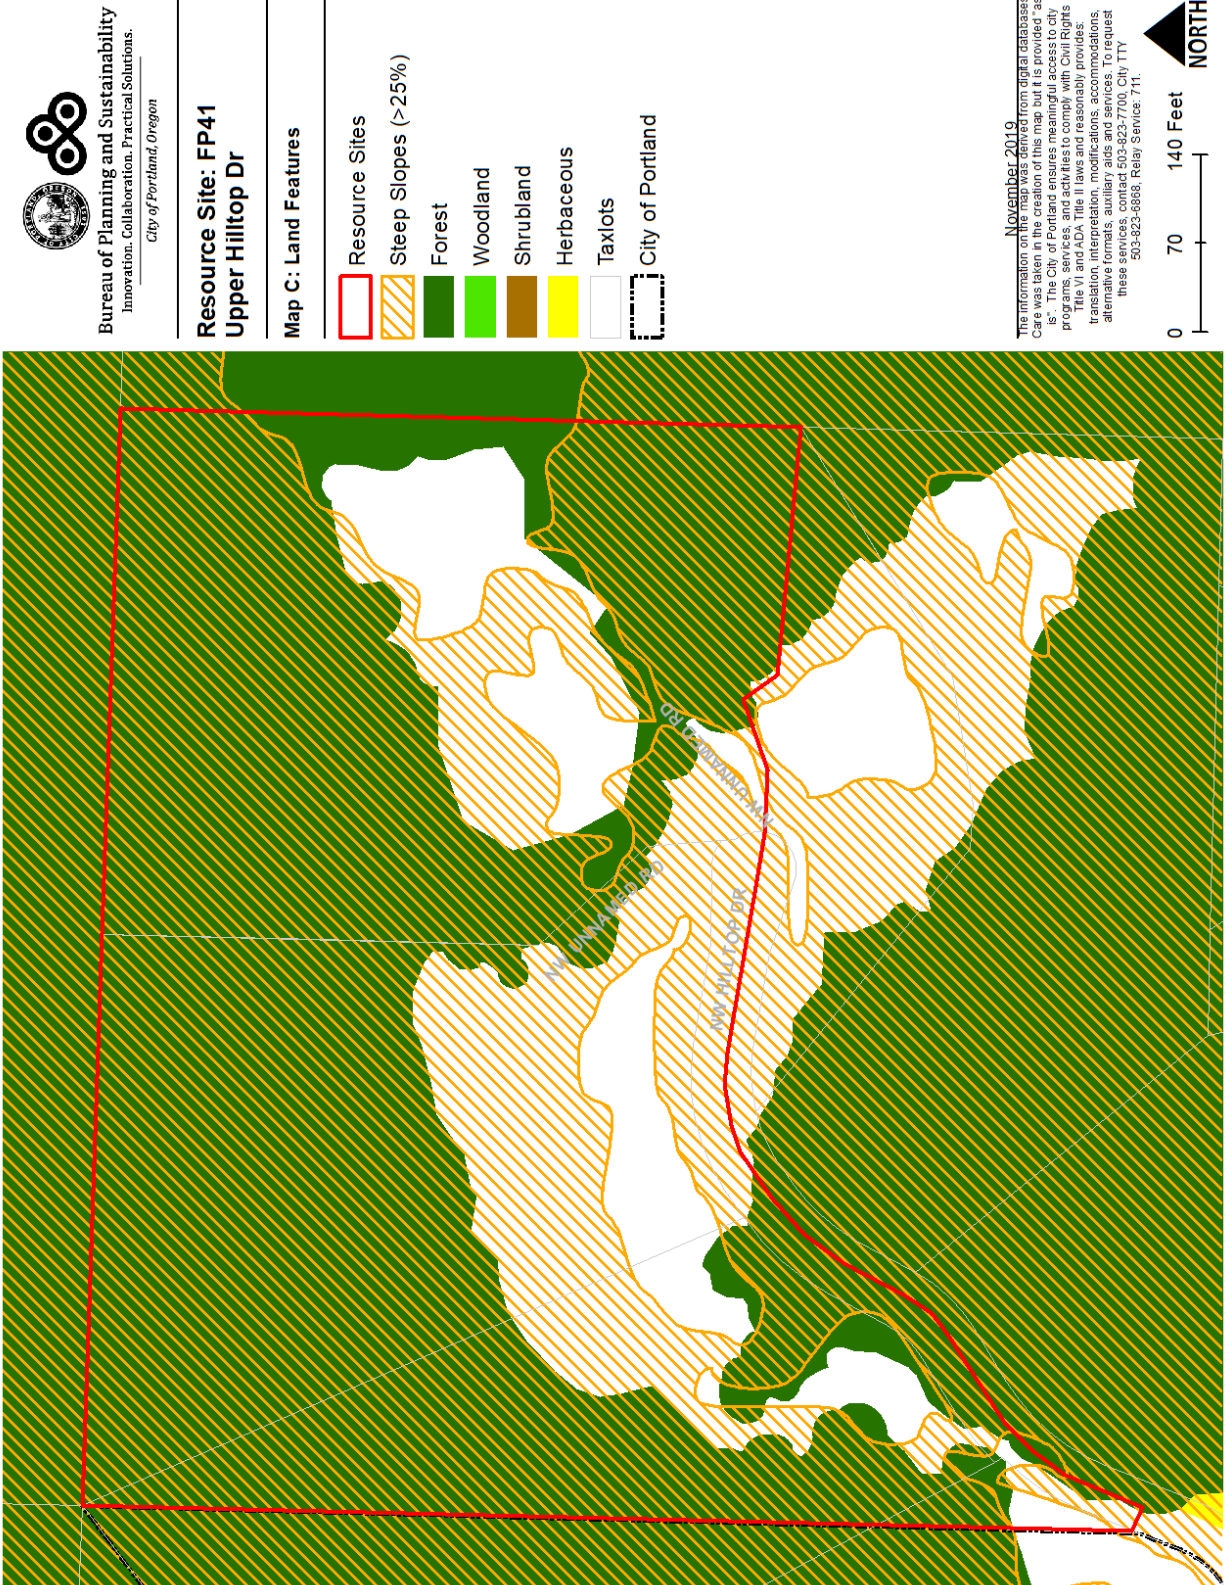 Bureau of Planning and Sustainability
Innovation. Collaboration. Practical Solutions.
City of Portland, Oregon
Resource Site: FP41
Upper Hilltop Dr
Map C: Land Features
Resource Sites
Steep Slopes (>25%)
Forest
Woodland
Shrubland
Herbaceous
Taxlots
City of Portland
November 2019
The information on the map was derived from digital databases
Care was taken in the creation of this map but it is provided "as
is". The City of Portland ensures meaningful access to city
programs, services, and activities to comply with Civil Rights
Title VI and ADA Title II laws and reasonably provides:
translation, interpretation, modifications, accommodations,
alternative formats, auxiliary aids and services. To request
these services, contact 503-823-7700, City TTY
503-823-6868, Relay Service: 711.
0 70 140 Feet
NORTH
NW UNNAMED RD
NW HILLTOP DR
NW UNNAMED RD